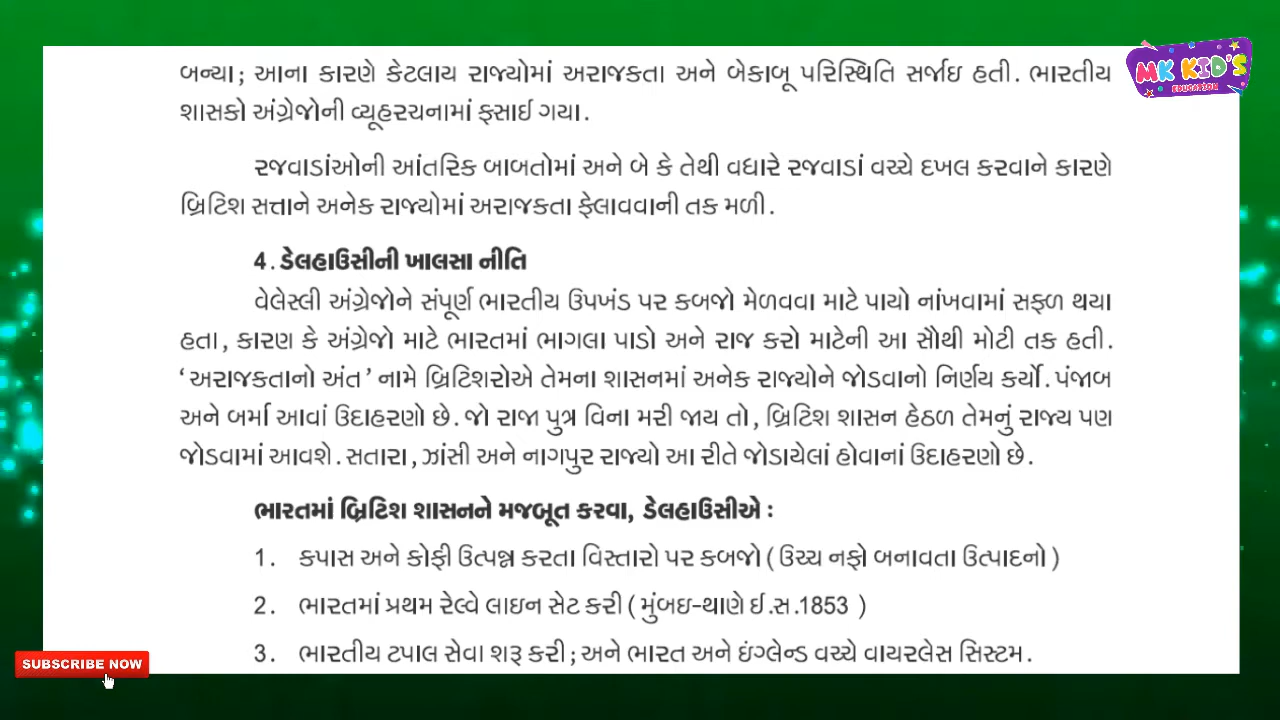 બન્યા; આના કારણે કેટલાય રાજ્યોમાં અરાજકતા અને બેકાબૂ પરિસ્થિતિ સર્જાઇ હતી. ભારતીય
શાસકો અંગ્રેજોની વ્યૂહરચનામાં ફસાઈ ગયા.
રજવાડાંઓની આંતરિક બાબતોમાં અને બે કે તેથી વધારે રજવાડાં વચ્ચે દખલ કરવાને કારણે
બ્રિટિશ સત્તાને અનેક રાજ્યોમાં અરાજકતા ફેલાવવાની તક મળી.
4. ડેલહાઉસીની ખાલસા નીતિ
વેલેસ્લી અંગ્રેજોને સંપૂર્ણ ભારતીય ઉપખંડ પર કબજો મેળવવા માટે પાયો નાંખવામાં સફળ થયા
હતા, કારણ કે અંગ્રેજો માટે ભારતમાં ભાગલા પાડો અને રાજ કરો માટેની આ સૌથી મોટી તક હતી.
‘અરાજકતાનો અંત’ નામે બ્રિટિશરોએ તેમના શાસનમાં અનેક રાજ્યોને જોડવાનો નિર્ણય કર્યો. પંજાબ
અને બર્મા આવાં ઉદાહરણો છે. જો રાજા પુત્ર વિના મરી જાય તો, બ્રિટિશ શાસન હેઠળ તેમનું રાજ્ય પણ
જોડવામાં આવશે. સતારા, ઝાંસી અને નાગપુર રાજ્યો આ રીતે જોડાયેલાં હોવાનાં ઉદાહરણો છે.
ભારતમાં બ્રિટિશ શાસનને મજબૂત કરવા, ડેલહાઉસીએ :
1. કપાસ અને કોફી ઉત્પન્ન કરતા વિસ્તારો પર કબજો ( ઉચ્ચ નફો બનાવતા ઉત્પાદનો )
2. ભારતમાં પ્રથમ રેલ્વે લાઇન સેટ કરી ( મુંબઇ-થાણે ઈ.સ.1853 )
3. ભારતીય ટપાલ સેવા શરૂ કરી; અને ભારત અને ઇંગ્લેન્ડ વચ્ચે વાયરલેસ સિસ્ટમ.
MK KID'S
EDUCATION
SUBSCRIBE NOW